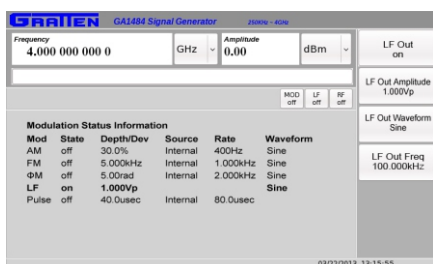 GRATTEN GA1484 Signal Generator 250KHz ~ 4GHz
Frequency
4.000 000 000 0 GHz
Amplitude
0.00 dBm
MOD off LF off RF off
Modulation Status Information
Mod State Depth/Dev Source Rate Waveform
AM off 30.0% Internal 400Hz Sine
FM off 5.000kHz Internal 1.000kHz Sine
ΦM off 5.00rad Internal 2.000kHz Sine
LF on 1.000Vp Sine
Pulse off 40.0usec Internal 80.0usec
LF Out
on
LF Out Amplitude
1.000Vp
LF Out Waveform
Sine
LF Out Freq
100.000kHz
03/22/2013 13:15:55